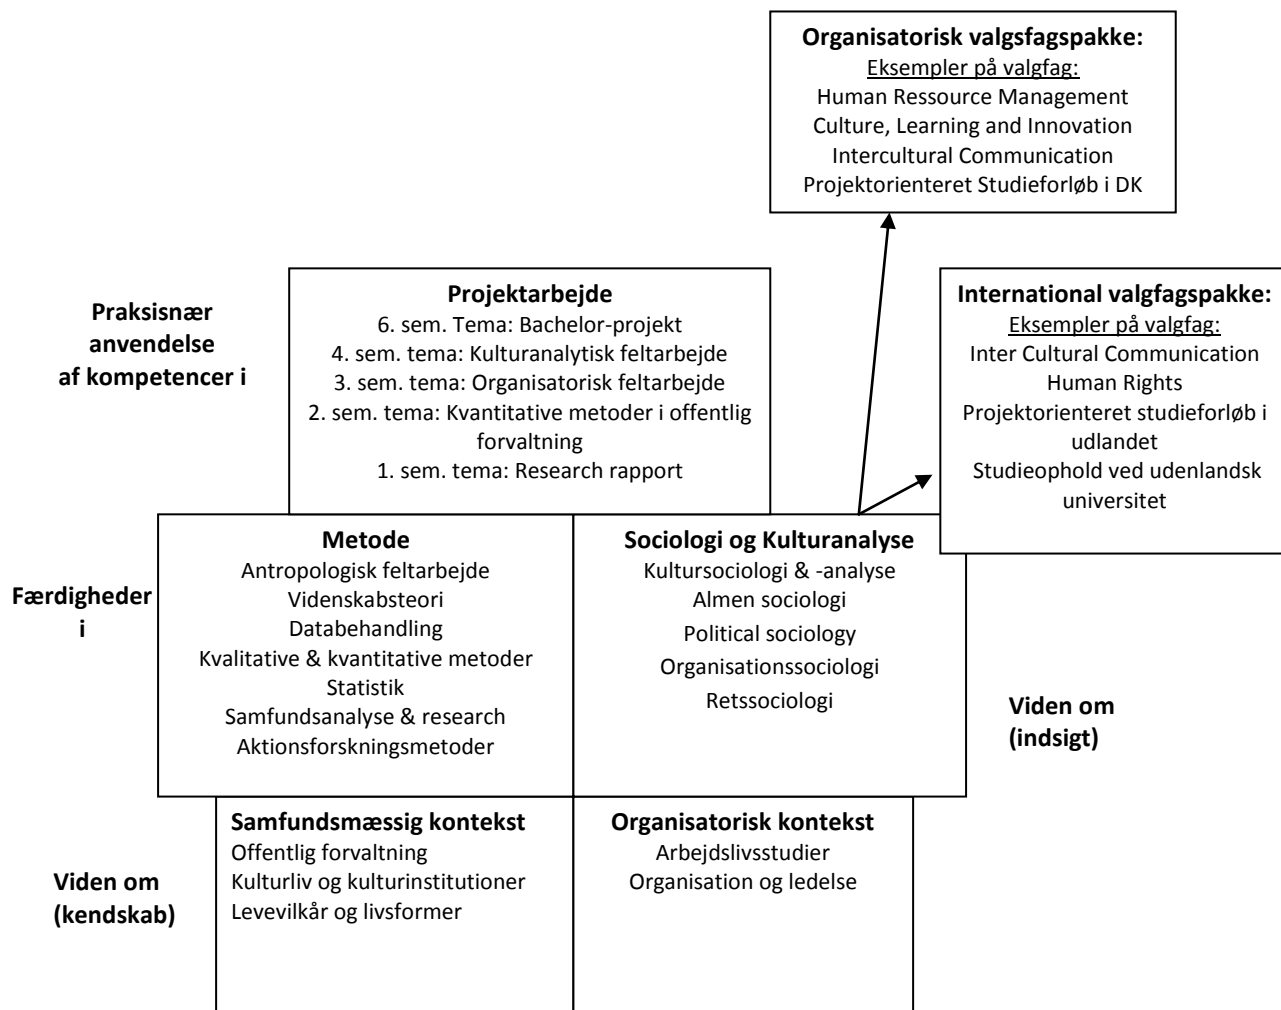 Organisatorisk valgsfagspakke:
Eksempler på valgfag:
Human Ressource Management
Culture, Learning and Innovation
Intercultural Communication
Projektorienteret Studieforløb i DK
Praksisnær
anvendelse
af kompetencer i
Projektarbejde
6. sem. Tema: Bachelor-projekt
4. sem. tema: Kulturanalytisk feltarbejde
3. sem. tema: Organisatorisk feltarbejde
2. sem. tema: Kvantitative metoder i offentlig
forvaltning
1. sem. tema: Research rapport
International valgfagspakke:
Eksempler på valgfag:
Inter Cultural Communication
Human Rights
Projektorienteret studieforløb i
udlandet
Studieophold ved udenlandsk
universitet
Færdigheder
i
Metode
Antropologisk feltarbejde
Videnskabsteori
Databehandling
Kvalitative & kvantitative metoder
Statistik
Samfundsanalyse & research
Aktionsforskningsmetoder
Sociologi og Kulturanalyse
Kultursociologi & -analyse
Almen sociologi
Political sociology
Organisationssociologi
Retssociologi
Viden om
(indsigt)
Viden om
(kendskab)
Samfundsmæssig kontekst
Offentlig forvaltning
Kulturliv og kulturinstitutioner
Levevilkår og livsformer
Organisatorisk kontekst
Arbejdslivsstudier
Organisation og ledelse